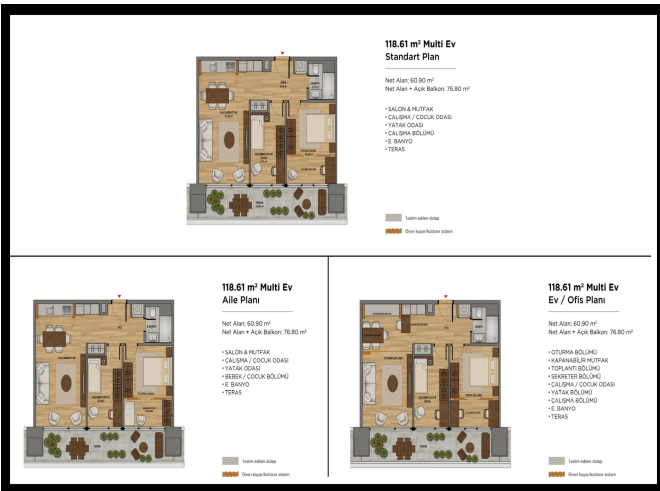 118.61 m² Multi Ev
Standart Plan
Net Alan: 60.90 m²
Net Alan + Açık Balkon: 76.80 m²
• SALON & MUTFAK
• ÇALIŞMA / ÇOCUK ODASI
• YATAK ODASI
• ÇALIŞMA BÖLÜMÜ
• E. BANYO
• TERAS
Teslim edilen dolap
Öneri kayar/katlanır sistem
118.61 m² Multi Ev
Aile Planı
Net Alan: 60.90 m²
Net Alan + Açık Balkon: 76.80 m²
• SALON & MUTFAK
• ÇALIŞMA / ÇOCUK ODASI
• YATAK ODASI
• BEBEK / ÇOCUK BÖLÜMÜ
• E. BANYO
• TERAS
Teslim edilen dolap
Öneri kayar/katlanır sistem
118.61 m² Multi Ev
Ev / Ofis Planı
Net Alan: 60.90 m²
Net Alan + Açık Balkon: 76.80 m²
• OTURMA BÖLÜMÜ
• KAPANABİLİR MUTFAK
• TOPLANTI BÖLÜMÜ
• SEKRETER BÖLÜMÜ
• ÇALIŞMA / ÇOCUK ODASI
• YATAK BÖLÜMÜ
• ÇALIŞMA BÖLÜMÜ
• E. BANYO
• TERAS
Teslim edilen dolap
Öneri kayar/katlanır sistem